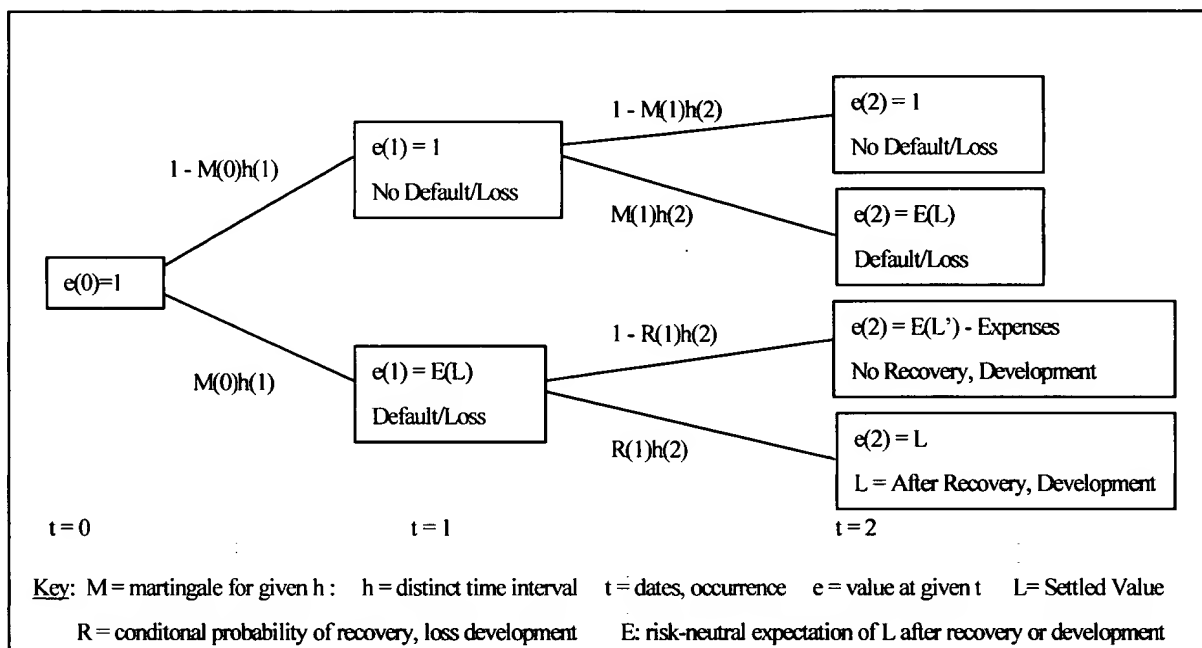 1 - M(1)h(2)
e(2) = 1
No Default/Loss
1 - M(0)h(1)
e(1) = 1
No Default/Loss
M(1)h(2)
e(2) = E(L)
Default/Loss
e(0)=1
M(0)h(1)
e(1) = E(L)
Default/Loss
1 - R(1)h(2)
e(2) = E(L') - Expenses
No Recovery, Development
R(1)h(2)
e(2) = L
L = After Recovery, Development
t = 0 t = 1 t = 2
Key: M = martingale for given h : h = distinct time interval t = dates, occurrence e = value at given t L= Settled Value
R = conditonal probability of recovery, loss development E: risk-neutral expectation of L after recovery or development